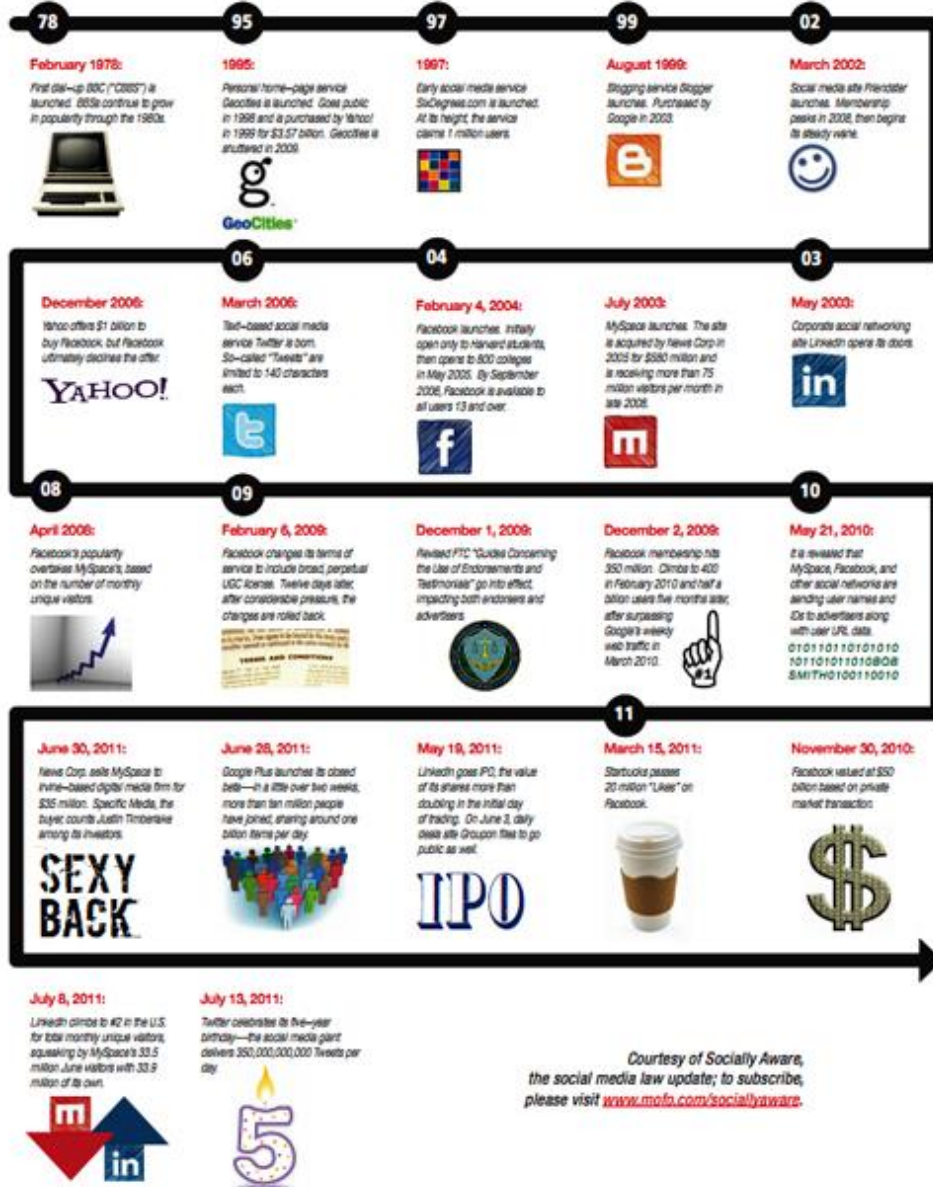 78
95
97
99
02
February 1978:
First dial–up BBC ("CBBS") is
launched. BBSs continue to grow
in popularity through the 1980s.
1995:
Personal home–page service
Geocities is launched. Goes public
in 1998 and is purchased by Yahoo!
in 1999 for $3.57 billion. Geocities is
shuttered in 2009.
GeoCities
1997:
Early social media service
SixDegrees.com is launched.
At its height, the service
claims 1 million users.
August 1999:
Blogging service Blogger
launches. Purchased by
Google in 2003.
March 2002:
Social media site Friendster
launches. Membership
peaks in 2008, then begins
its steady wane.
06
04
03
December 2006:
Yahoo offers $1 billion to
buy Facebook, but Facebook
ultimately declines the offer.
YAHOO!
March 2006:
Text–based social media
service Twitter is born.
So–called "Tweets" are
limited to 140 characters
each.
t
February 4, 2004:
Facebook launches. Initially
open only to Harvard students,
then opens to 800 colleges
in May 2005. By September
2006, Facebook is available to
all users 13 and over.
f
July 2003:
MySpace launches. The site
is acquired by News Corp in
2005 for $580 million and
is receiving more than 75
million visitors per month in
late 2008.
m
May 2003:
Corporate social networking
site LinkedIn opens its doors.
in
08
09
10
April 2008:
Facebook's popularity
overtakes MySpace's, based
on the number of monthly
unique visitors.
February 6, 2009:
Facebook changes its terms of
service to include broad, perpetual
UGC license. Twelve days later,
after considerable pressure, the
changes are rolled back.
TERMS AND CONDITIONS
December 1, 2009:
Revised FTC "Guides Concerning
the Use of Endorsements and
Testimonials" go into effect,
impacting both endorsers and
advertisers.
December 2, 2009:
Facebook membership hits
350 million. Climbs to 400
in February 2010 and half a
billion users five months later,
after surpassing
Google's weekly
web traffic in
March 2010.
#1
May 21, 2010:
It is revealed that
MySpace, Facebook, and
other social networks are
sending user names and
IDs to advertisers along
with user URL data.
010110110101010
101101011010BOB
SMITH0100110010
11
June 30, 2011:
News Corp. sells MySpace to
Irvine–based digital media firm for
$35 million. Specific Media, the
buyer, counts Justin Timberlake
among its investors.
SEXY
BACK
June 28, 2011:
Google Plus launches its closed
beta—in a little over two weeks,
more than ten million people
have joined, sharing around one
billion items per day.
May 19, 2011:
LinkedIn goes IPO, the value
of its shares more than
doubling in the initial day
of trading. On June 3, daily
deals site Groupon files to go
public as well.
IPO
March 15, 2011:
Starbucks passes
20 million "Likes" on
Facebook.
November 30, 2010:
Facebook valued at $50
billion based on private
market transaction.
$
July 8, 2011:
LinkedIn climbs to #2 in the U.S.
for total monthly unique visitors,
squeaking by MySpace's 33.5
million June visitors with 33.9
million of its own.
m
in
July 13, 2011:
Twitter celebrates its five–year
birthday—the social media giant
delivers 350,000,000,000 Tweets per
day.
5
Courtesy of Socially Aware,
the social media law update; to subscribe,
please visit www.mofo.com/sociallyaware.